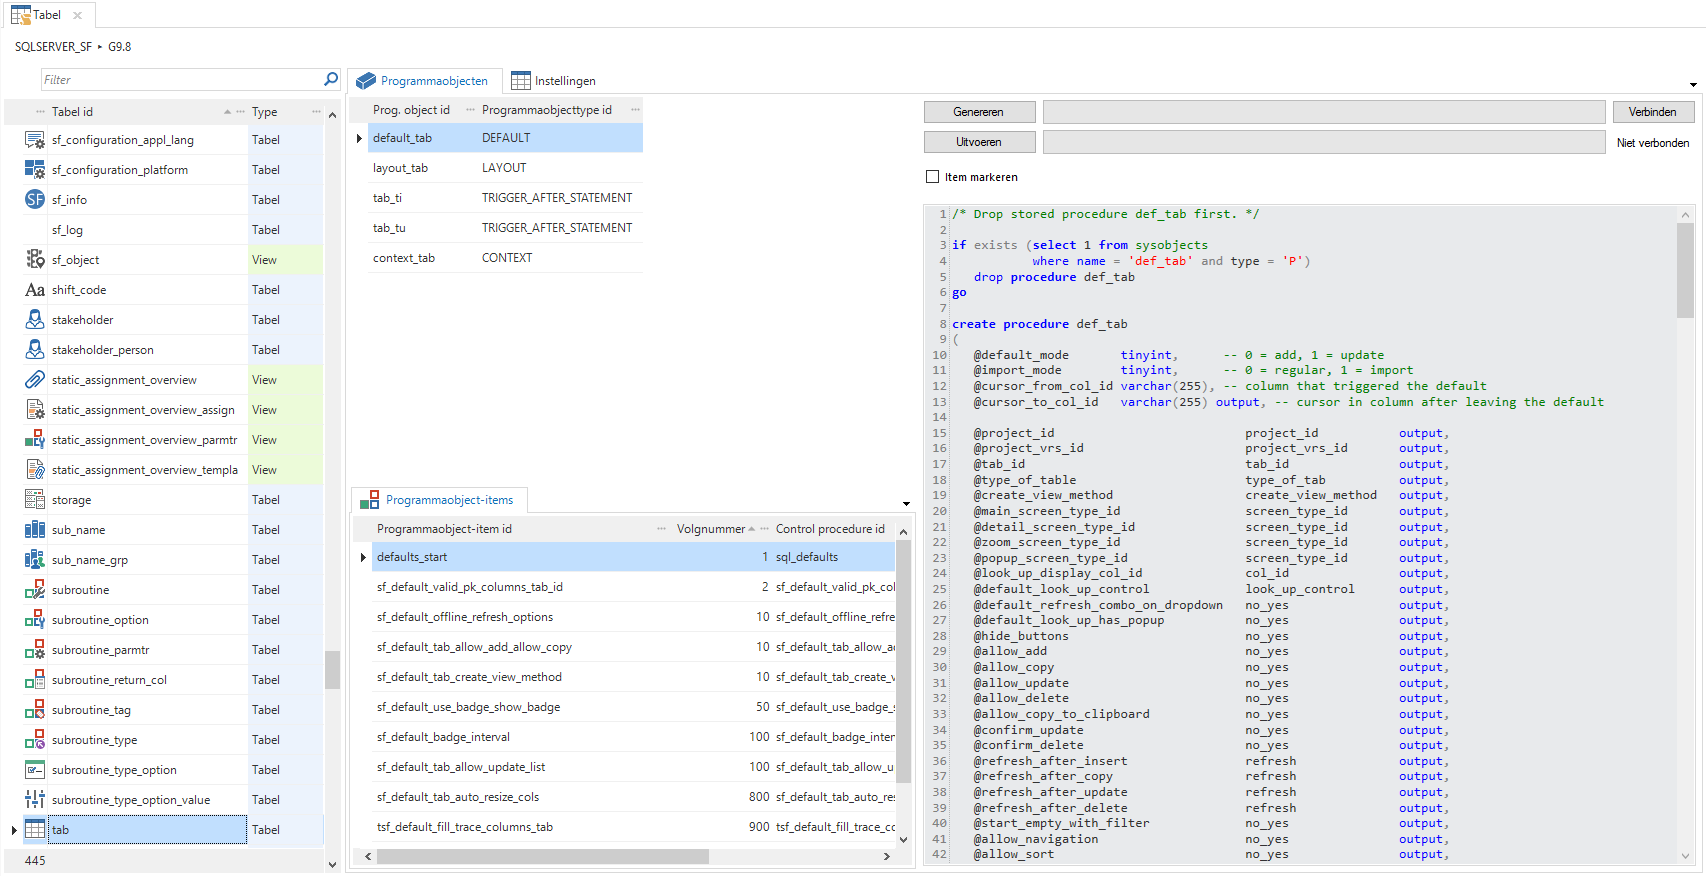 Tabel
SQLSERVER_SF ▸ G9.8
Filter
Tabel id Type
sf_configuration_appl_lang Tabel
sf_configuration_platform Tabel
SF sf_info Tabel
sf_log Tabel
sf_object View
Aa shift_code Tabel
stakeholder Tabel
stakeholder_person Tabel
static_assignment_overview View
static_assignment_overview_assign View
static_assignment_overview_parmtr View
static_assignment_overview_templa View
storage Tabel
sub_name Tabel
sub_name_grp Tabel
subroutine Tabel
subroutine_option Tabel
subroutine_parmtr Tabel
subroutine_return_col Tabel
subroutine_tag Tabel
subroutine_type Tabel
subroutine_type_option Tabel
subroutine_type_option_value Tabel
tab Tabel
445
Programmaobjecten Instellingen
Prog. object id Programmaobjecttype id
default_tab DEFAULT
layout_tab LAYOUT
tab_ti TRIGGER_AFTER_STATEMENT
tab_tu TRIGGER_AFTER_STATEMENT
context_tab CONTEXT
Programmaobject-items
Programmaobject-item id Volgnummer Control procedure id
defaults_start 1 sql_defaults
sf_default_valid_pk_columns_tab_id 2 sf_default_valid_pk_col
sf_default_offline_refresh_options 10 sf_default_offline_refre
sf_default_tab_allow_add_allow_copy 10 sf_default_tab_allow_a
sf_default_tab_create_view_method 10 sf_default_tab_create_v
sf_default_use_badge_show_badge 50 sf_default_use_badge_s
sf_default_badge_interval 100 sf_default_badge_inter
sf_default_tab_allow_update_list 100 sf_default_tab_allow_u
sf_default_tab_auto_resize_cols 800 sf_default_tab_auto_re
tsf_default_fill_trace_columns_tab 900 tsf_default_fill_trace_cc
Genereren Verbinden
Uitvoeren Niet verbonden
Item markeren
1 /* Drop stored procedure def_tab first. */
2
3 if exists (select 1 from sysobjects
4 where name = 'def_tab' and type = 'P')
5 drop procedure def_tab
6 go
7
8 create procedure def_tab
9 (
10 @default_mode tinyint, -- 0 = add, 1 = update
11 @import_mode tinyint, -- 0 = regular, 1 = import
12 @cursor_from_col_id varchar(255), -- column that triggered the default
13 @cursor_to_col_id varchar(255) output, -- cursor in column after leaving the default
14
15 @project_id project_id output,
16 @project_vrs_id project_vrs_id output,
17 @tab_id tab_id output,
18 @type_of_table type_of_tab output,
19 @create_view_method create_view_method output,
20 @main_screen_type_id screen_type_id output,
21 @detail_screen_type_id screen_type_id output,
22 @zoom_screen_type_id screen_type_id output,
23 @popup_screen_type_id screen_type_id output,
24 @look_up_display_col_id col_id output,
25 @default_look_up_control look_up_control output,
26 @default_refresh_combo_on_dropdown no_yes output,
27 @default_look_up_has_popup no_yes output,
28 @hide_buttons no_yes output,
29 @allow_add no_yes output,
30 @allow_copy no_yes output,
31 @allow_update no_yes output,
32 @allow_delete no_yes output,
33 @allow_copy_to_clipboard no_yes output,
34 @confirm_update no_yes output,
35 @confirm_delete no_yes output,
36 @refresh_after_insert refresh output,
37 @refresh_after_copy refresh output,
38 @refresh_after_update refresh output,
39 @refresh_after_delete refresh output,
40 @start_empty_with_filter no_yes output,
41 @allow_navigation no_yes output,
42 @allow_sort no_yes output,